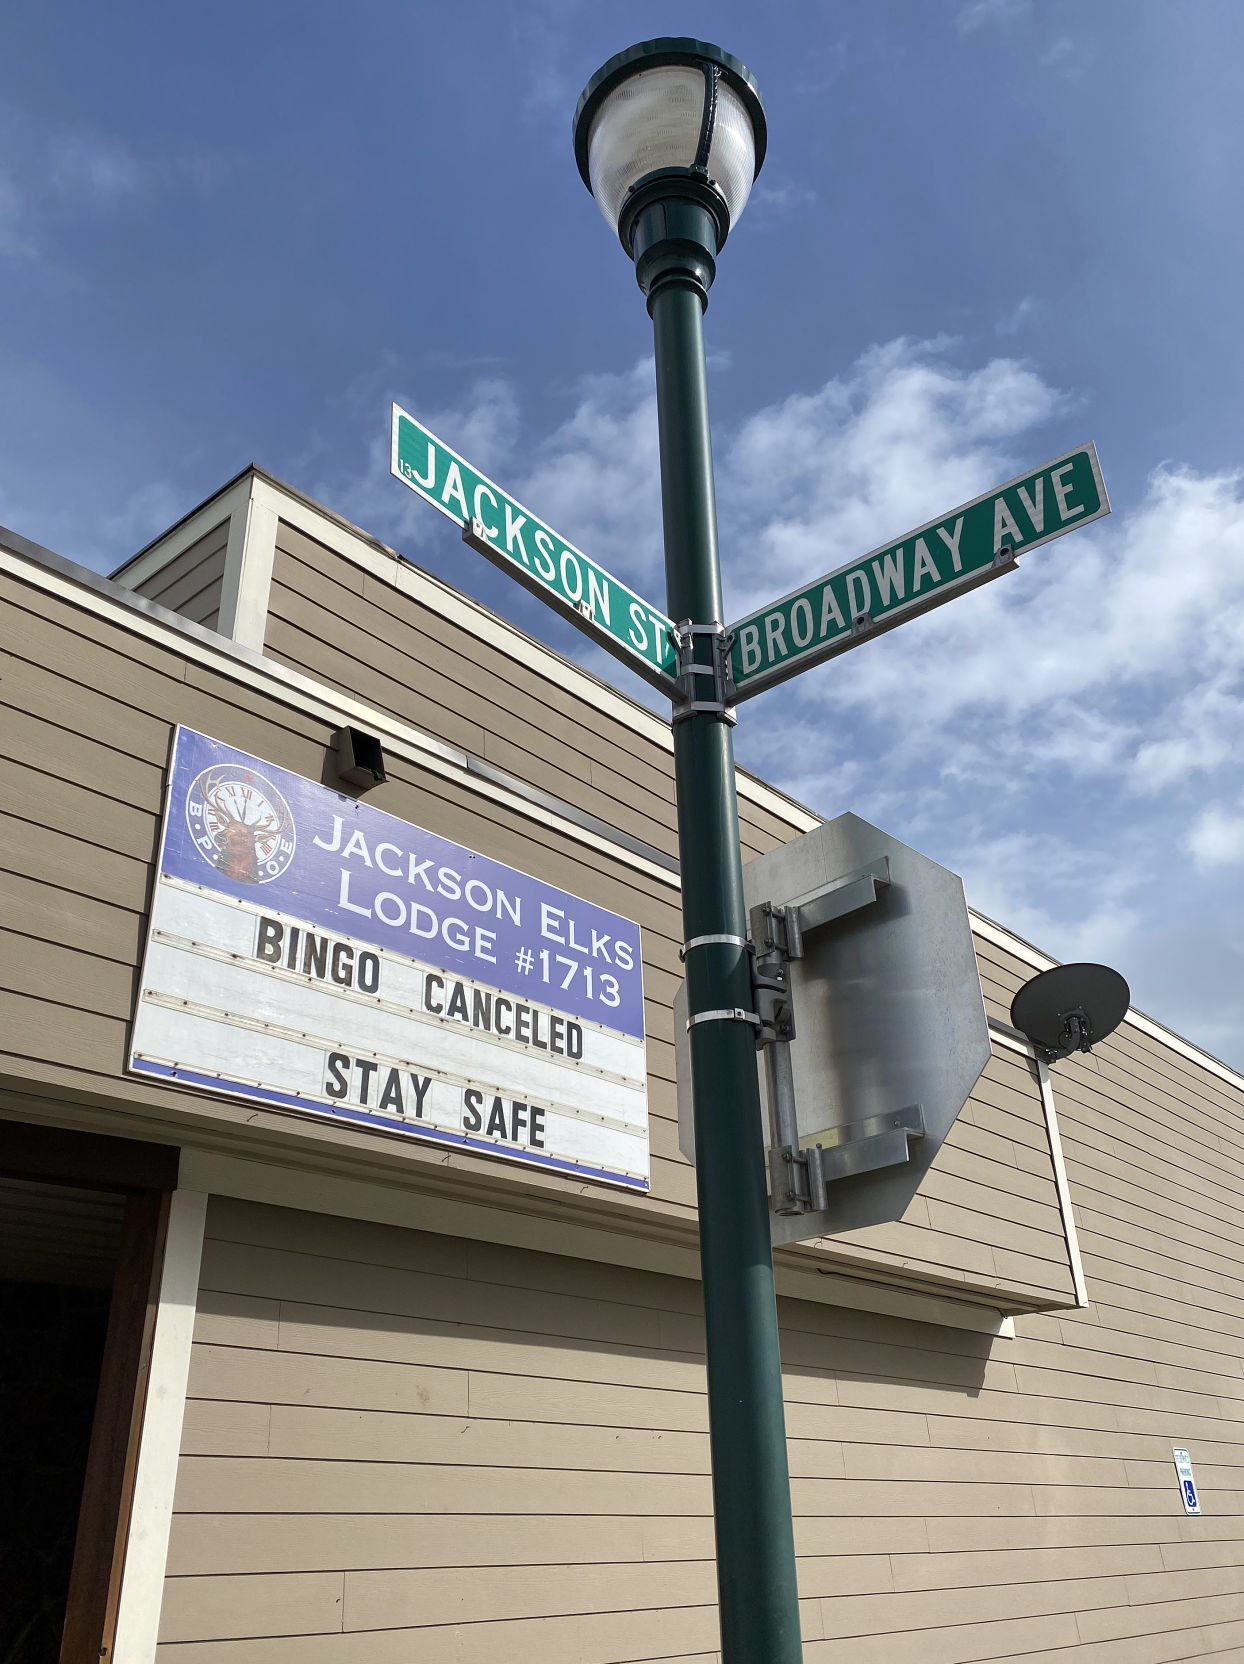 13 JACKSON ST
BROADWAY AVE
B.P.O.E
JACKSON ELKS
LODGE #1713
BINGO CANCELED
STAY SAFE